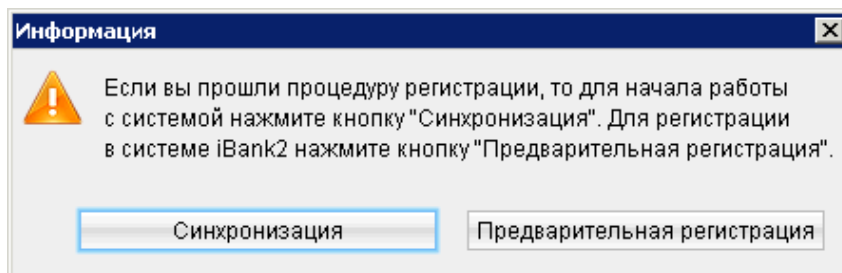 Информация
Если вы прошли процедуру регистрации, то для начала работы
с системой нажмите кнопку "Синхронизация". Для регистрации
в системе iBank2 нажмите кнопку "Предварительная регистрация".
Синхронизация Предварительная регистрация